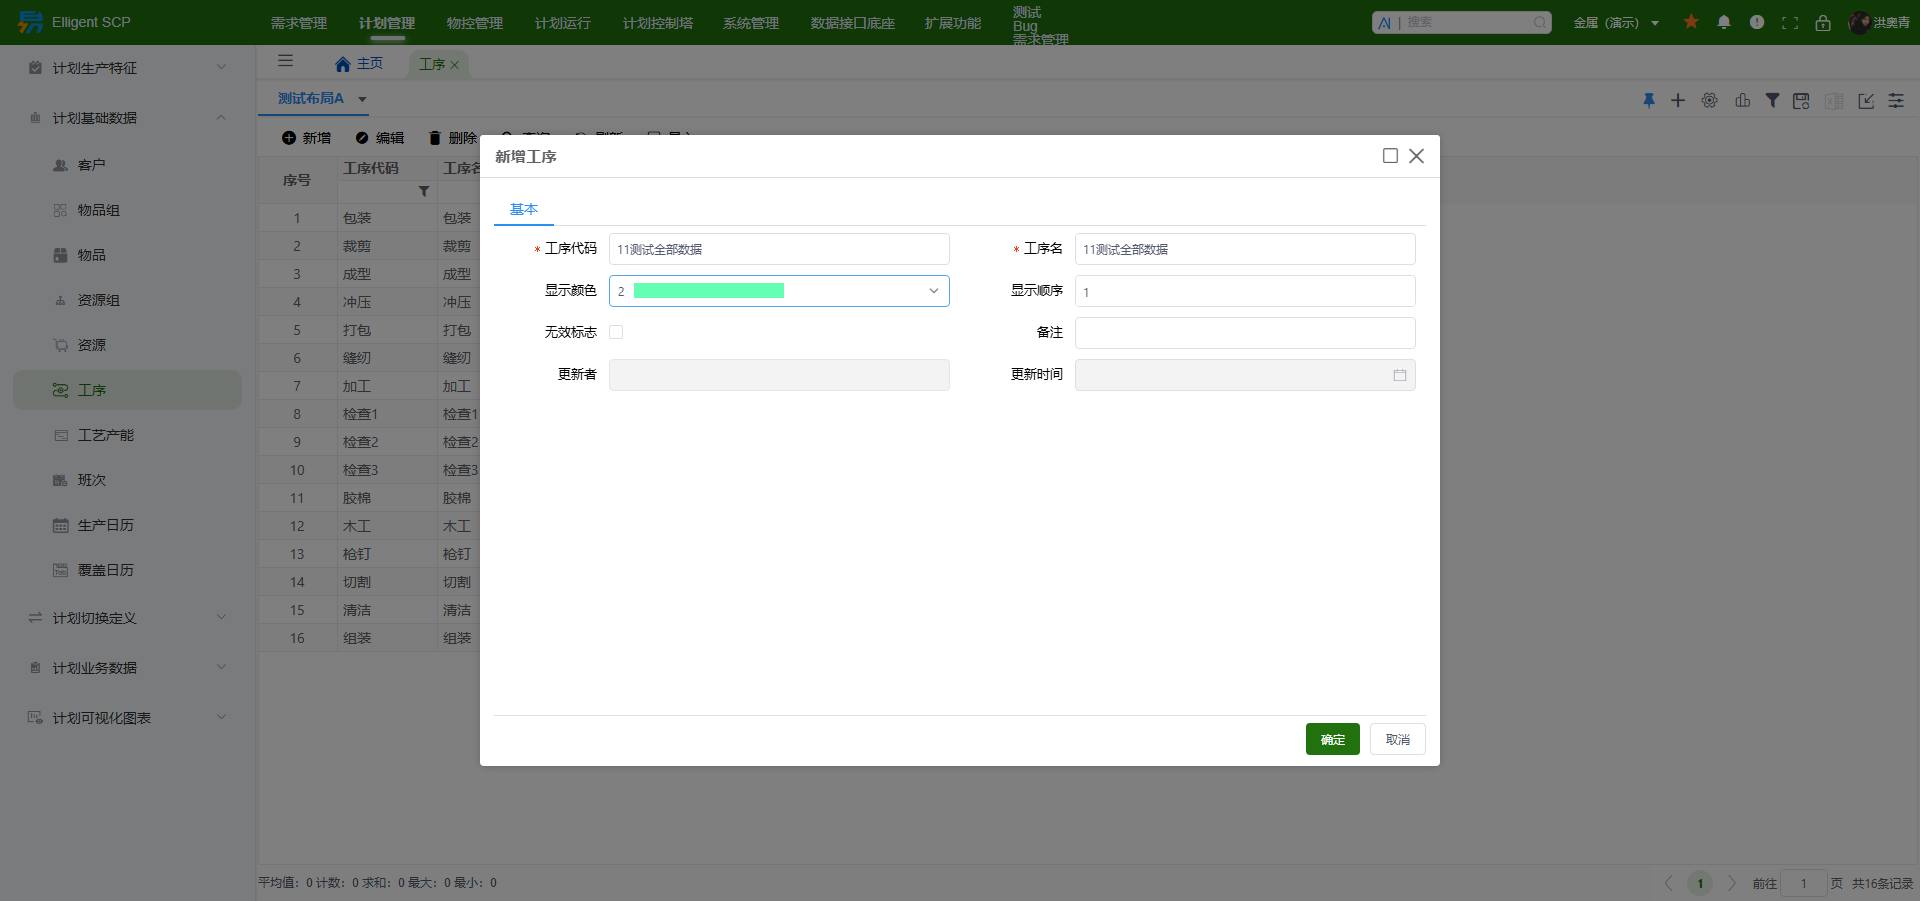 Elligent SCP
需求管理
计划管理
物控管理
计划运行
计划控制塔
系统管理
数据接口底座
扩展功能
测试
Bug
需求管理
搜索
金属（演示）
洪奥青
计划生产特征
计划基础数据
客户
物品组
物品
资源组
资源
工序
工艺产能
班次
生产日历
覆盖日历
计划切换定义
计划业务数据
计划可视化图表
主页
工序
测试布局A
新增
编辑
删除
序号 工序代码 工序名
1 包装 包装
2 裁剪 裁剪
3 成型 成型
4 冲压 冲压
5 打包 打包
6 缝纫 缝纫
7 加工 加工
8 检查1 检查1
9 检查2 检查2
10 检查3 检查3
11 胶棉 胶棉
12 木工 木工
13 枪钉 枪钉
14 切割 切割
15 清洁 清洁
16 组装 组装
新增工序
基本
* 工序代码 11测试全部数据
* 工序名 11测试全部数据
显示颜色 2
显示顺序 1
无效标志
备注
更新者
更新时间
确定
取消
平均值：0 计数：0 求和：0 最大：0 最小：0
1
前往 1 页 共16条记录